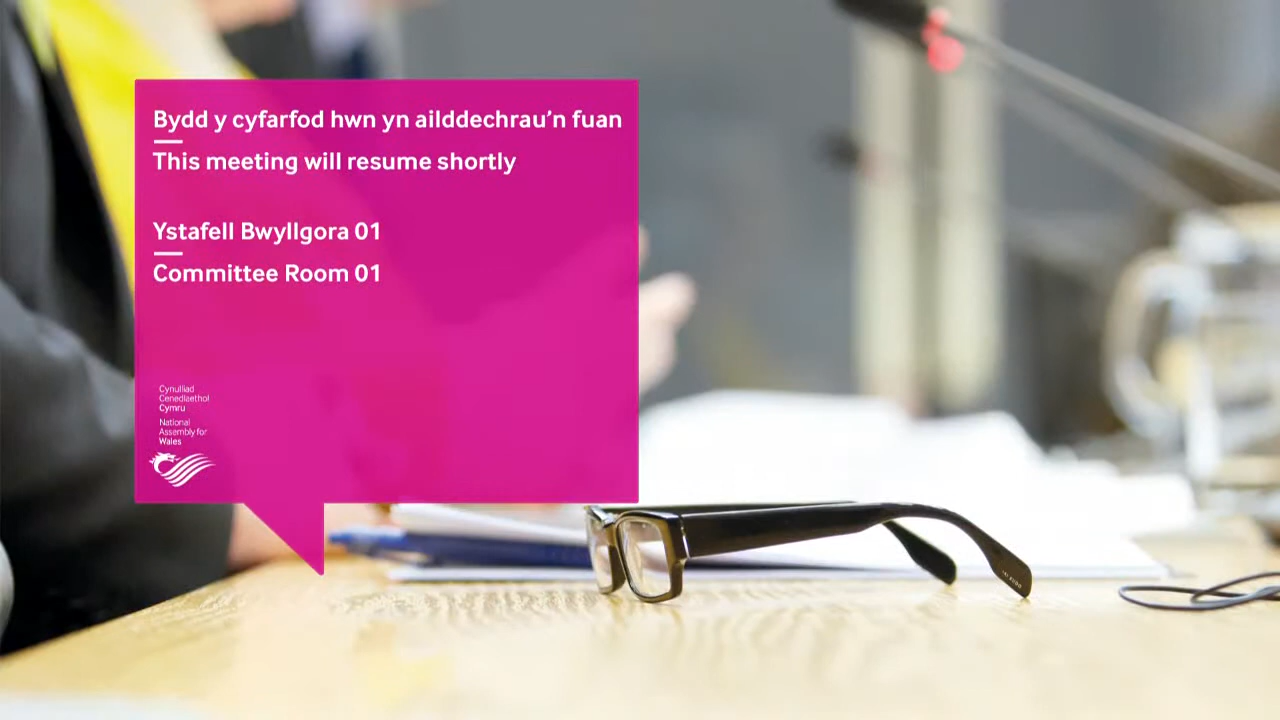 Bydd y cyfarfod hwn yn ailddechrau’n fuan
This meeting will resume shortly
Ystafell Bwyllgora 01
Committee Room 01
Cynulliad
Cenedlaethol
Cymru
National
Assembly for
Wales